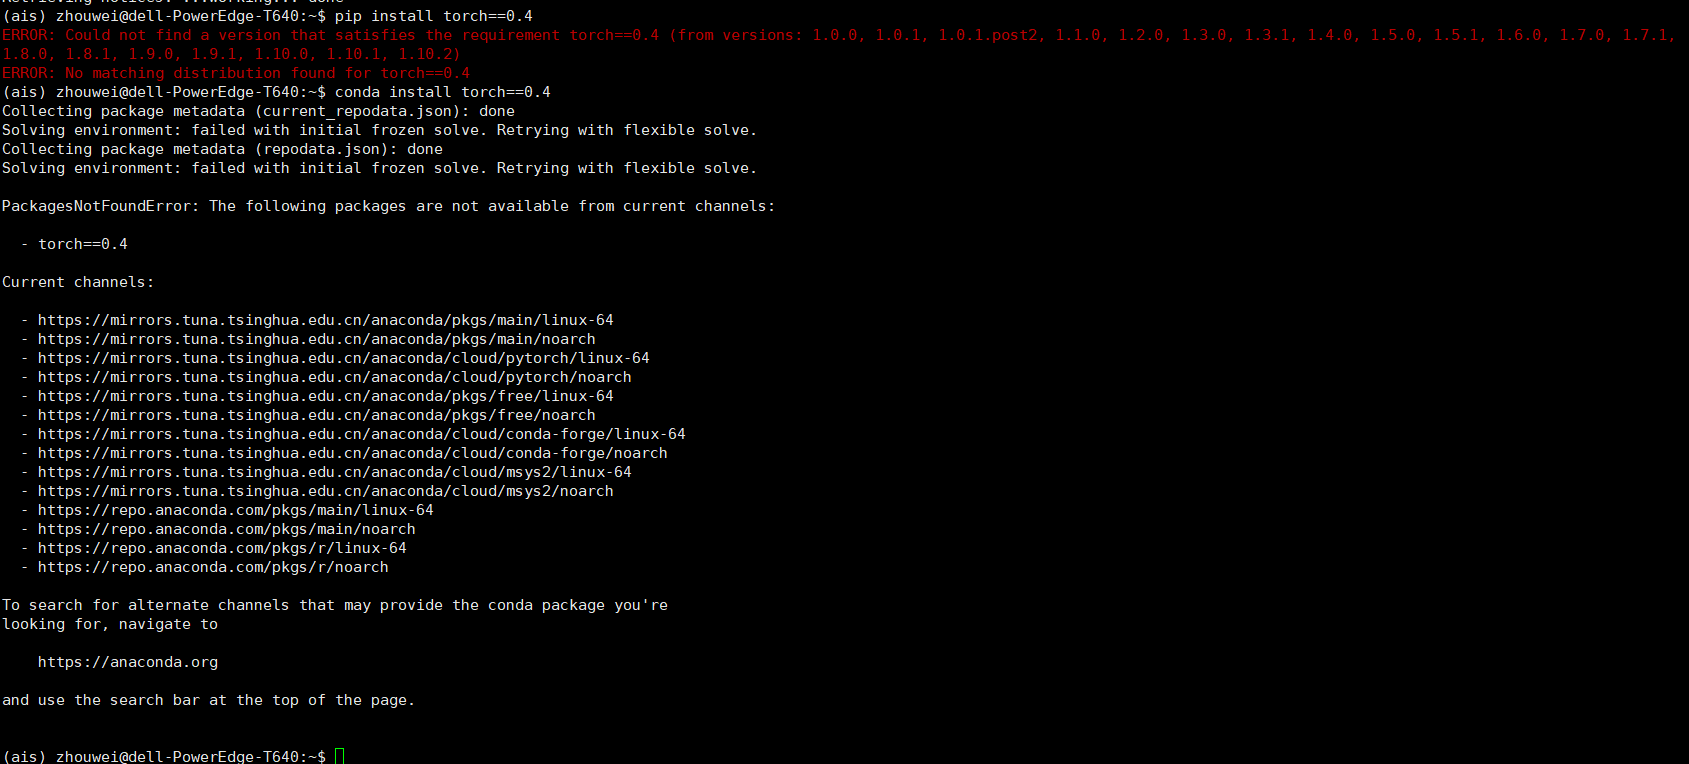 Retrieving notices: ...working... done
(ais) zhouwei@dell-PowerEdge-T640:~$ pip install torch==0.4
ERROR: Could not find a version that satisfies the requirement torch==0.4 (from versions: 1.0.0, 1.0.1, 1.0.1.post2, 1.1.0, 1.2.0, 1.3.0, 1.3.1, 1.4.0, 1.5.0, 1.5.1, 1.6.0, 1.7.0, 1.7.1,
1.8.0, 1.8.1, 1.9.0, 1.9.1, 1.10.0, 1.10.1, 1.10.2)
ERROR: No matching distribution found for torch==0.4
(ais) zhouwei@dell-PowerEdge-T640:~$ conda install torch==0.4
Collecting package metadata (current_repodata.json): done
Solving environment: failed with initial frozen solve. Retrying with flexible solve.
Collecting package metadata (repodata.json): done
Solving environment: failed with initial frozen solve. Retrying with flexible solve.
PackagesNotFoundError: The following packages are not available from current channels:
- torch==0.4
Current channels:
- https://mirrors.tuna.tsinghua.edu.cn/anaconda/pkgs/main/linux-64
- https://mirrors.tuna.tsinghua.edu.cn/anaconda/pkgs/main/noarch
- https://mirrors.tuna.tsinghua.edu.cn/anaconda/cloud/pytorch/linux-64
- https://mirrors.tuna.tsinghua.edu.cn/anaconda/cloud/pytorch/noarch
- https://mirrors.tuna.tsinghua.edu.cn/anaconda/pkgs/free/linux-64
- https://mirrors.tuna.tsinghua.edu.cn/anaconda/pkgs/free/noarch
- https://mirrors.tuna.tsinghua.edu.cn/anaconda/cloud/conda-forge/linux-64
- https://mirrors.tuna.tsinghua.edu.cn/anaconda/cloud/conda-forge/noarch
- https://mirrors.tuna.tsinghua.edu.cn/anaconda/cloud/msys2/linux-64
- https://mirrors.tuna.tsinghua.edu.cn/anaconda/cloud/msys2/noarch
- https://repo.anaconda.com/pkgs/main/linux-64
- https://repo.anaconda.com/pkgs/main/noarch
- https://repo.anaconda.com/pkgs/r/linux-64
- https://repo.anaconda.com/pkgs/r/noarch
To search for alternate channels that may provide the conda package you're
looking for, navigate to
https://anaconda.org
and use the search bar at the top of the page.
(ais) zhouwei@dell-PowerEdge-T640:~$